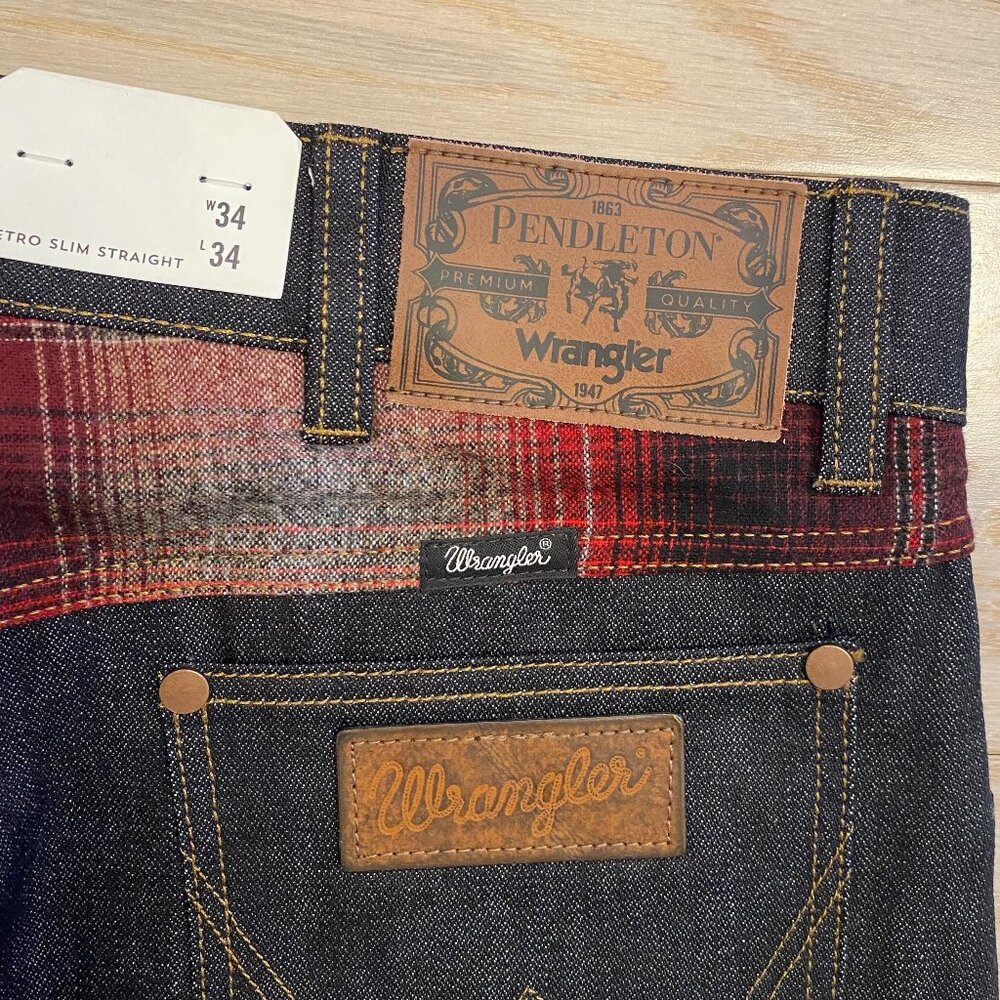 W34
L34
ETRO SLIM STRAIGHT
1863
PENDLETON®
PREMIUM QUALITY
Wrangler
1947
Wrangler®
Wrangler